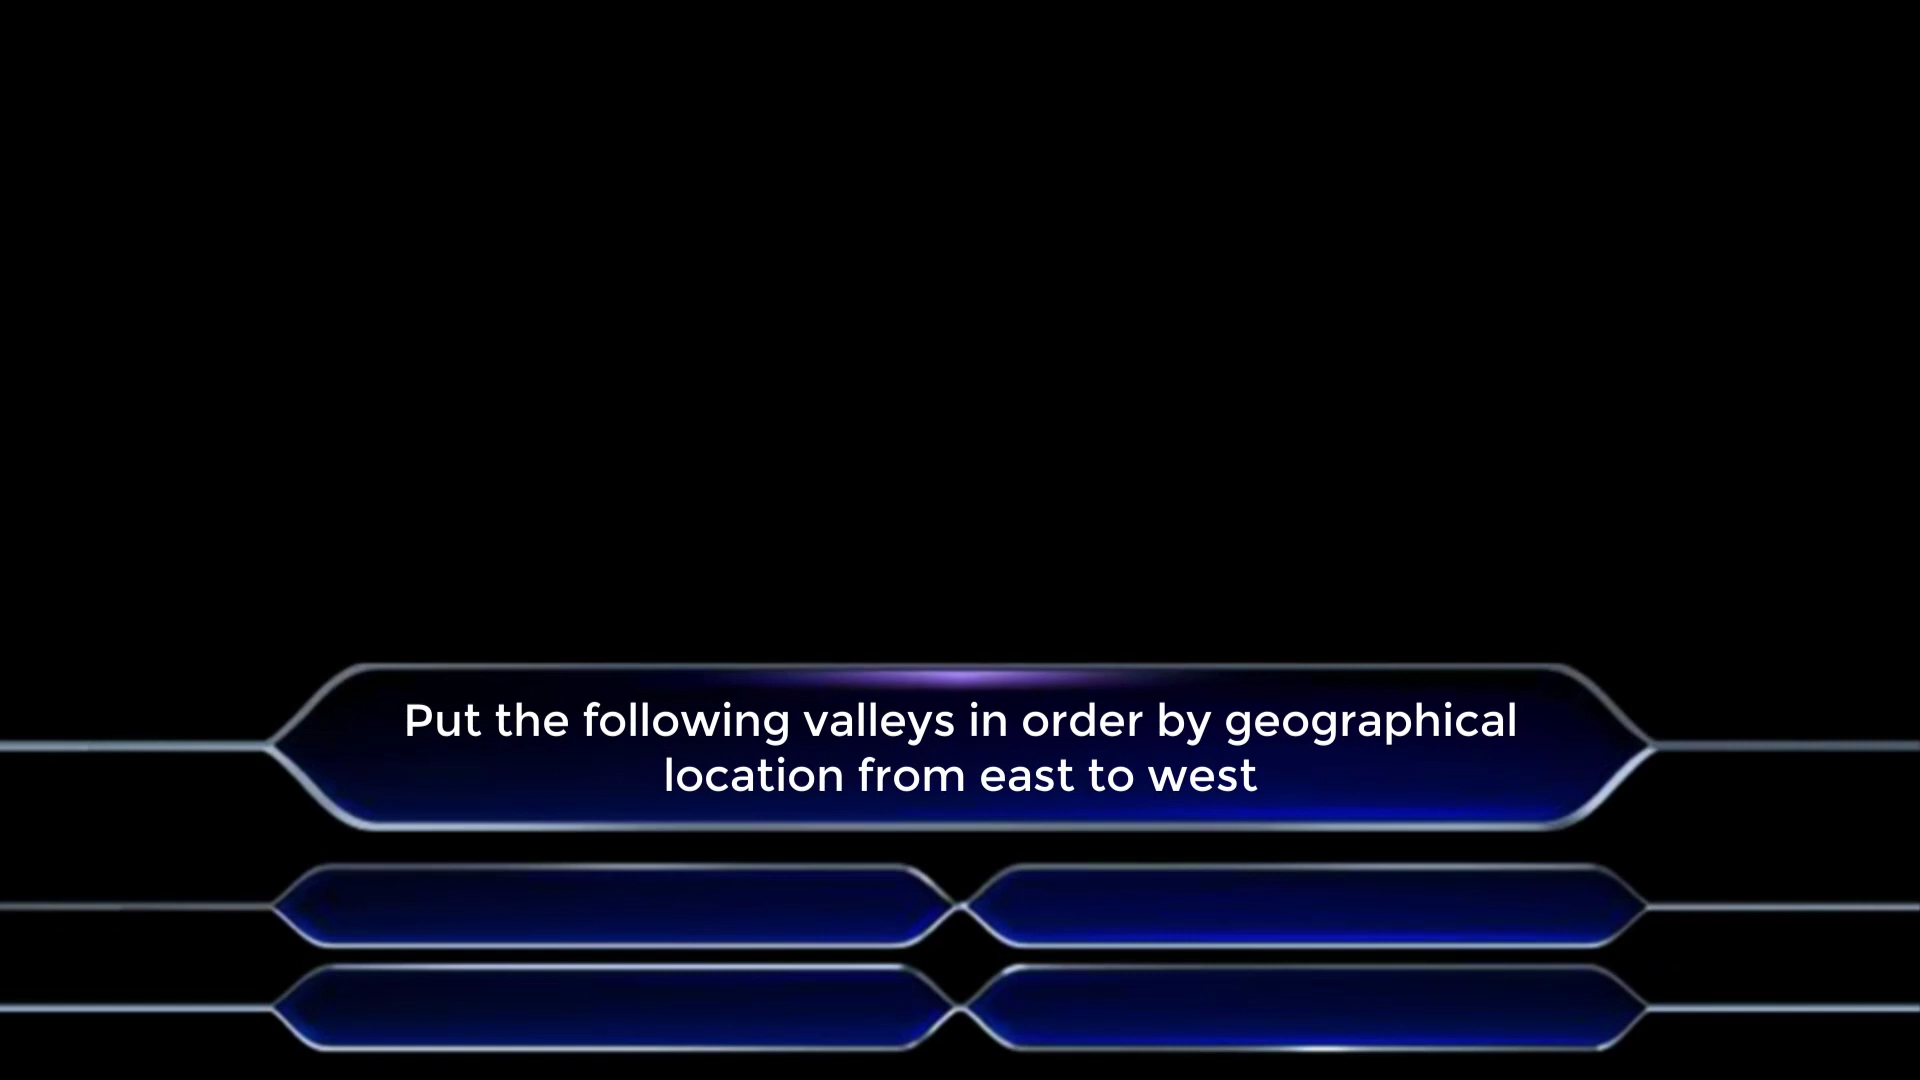 Put the following valleys in order by geographical
location from east to west